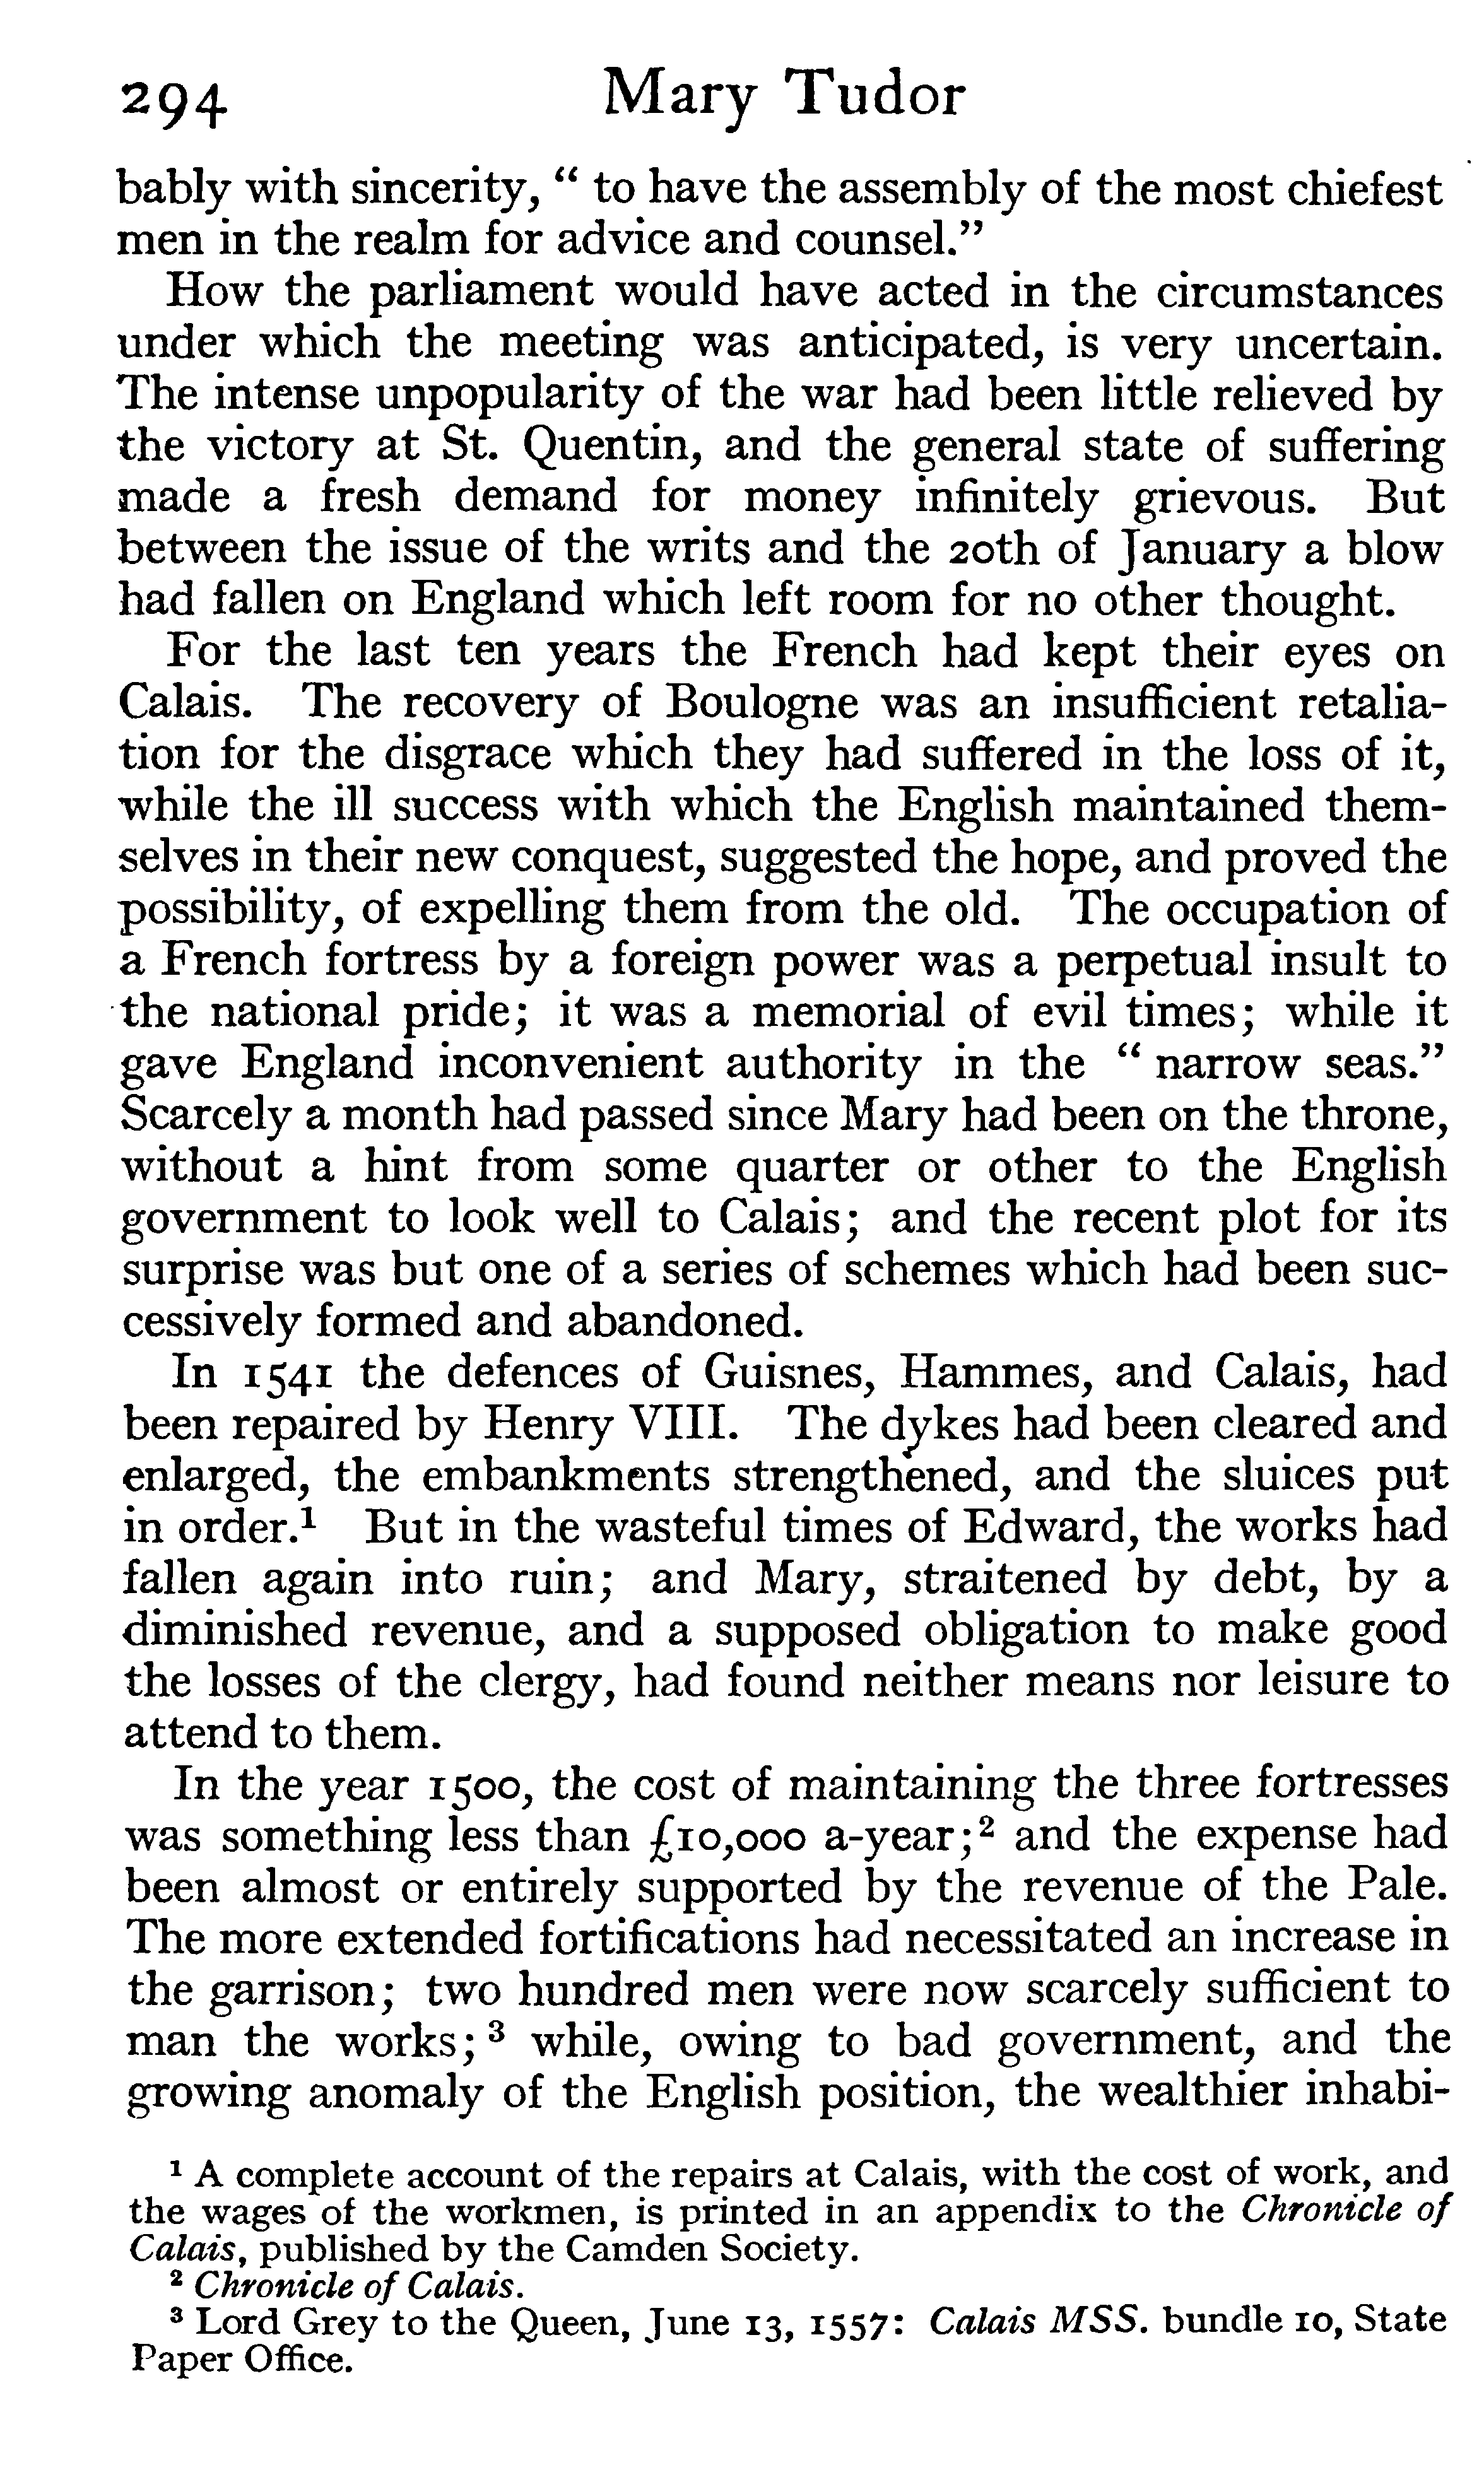 294 Mary Tudor
bably with sincerity, “ to have the assembly of the most chiefest
men in the realm for advice and counsel.”
How the parliament would have acted in the circumstances
under which the meeting was anticipated, is very uncertain.
The intense unpopularity of the war had been little relieved by
the victory at St. Quentin, and the general state of suffering
made a fresh demand for money infinitely grievous. But
between the issue of the writs and the 20th of January a blow
had fallen on England which left room for no other thought.
For the last ten years the French had kept their eyes on
Calais. The recovery of Boulogne was an insufficient retalia-
tion for the disgrace which they had suffered in the loss of it,
while the ill success with which the English maintained them-
selves in their new conquest, suggested the hope, and proved the
possibility, of expelling them from the old. The occupation of
a French fortress by a foreign power was a perpetual insult to
the national pride; it was a memorial of evil times; while it
gave England inconvenient authority in the “ narrow seas.”
Scarcely a month had passed since Mary had been on the throne,
without a hint from some quarter or other to the English
government to look well to Calais; and the recent plot for its
surprise was but one of a series of schemes which had been suc-
cessively formed and abandoned.
In 1541 the defences of Guisnes, Hammes, and Calais, had
been repaired by Henry VIII. The dykes had been cleared and
enlarged, the embankments strengthened, and the sluices put
in order.¹ But in the wasteful times of Edward, the works had
fallen again into ruin; and Mary, straitened by debt, by a
diminished revenue, and a supposed obligation to make good
the losses of the clergy, had found neither means nor leisure to
attend to them.
In the year 1500, the cost of maintaining the three fortresses
was something less than £10,000 a-year;² and the expense had
been almost or entirely supported by the revenue of the Pale.
The more extended fortifications had necessitated an increase in
the garrison; two hundred men were now scarcely sufficient to
man the works;³ while, owing to bad government, and the
growing anomaly of the English position, the wealthier inhabi-
¹ A complete account of the repairs at Calais, with the cost of work, and
the wages of the workmen, is printed in an appendix to the Chronicle of
Calais, published by the Camden Society.
² Chronicle of Calais.
³ Lord Grey to the Queen, June 13, 1557: Calais MSS. bundle 10, State
Paper Office.